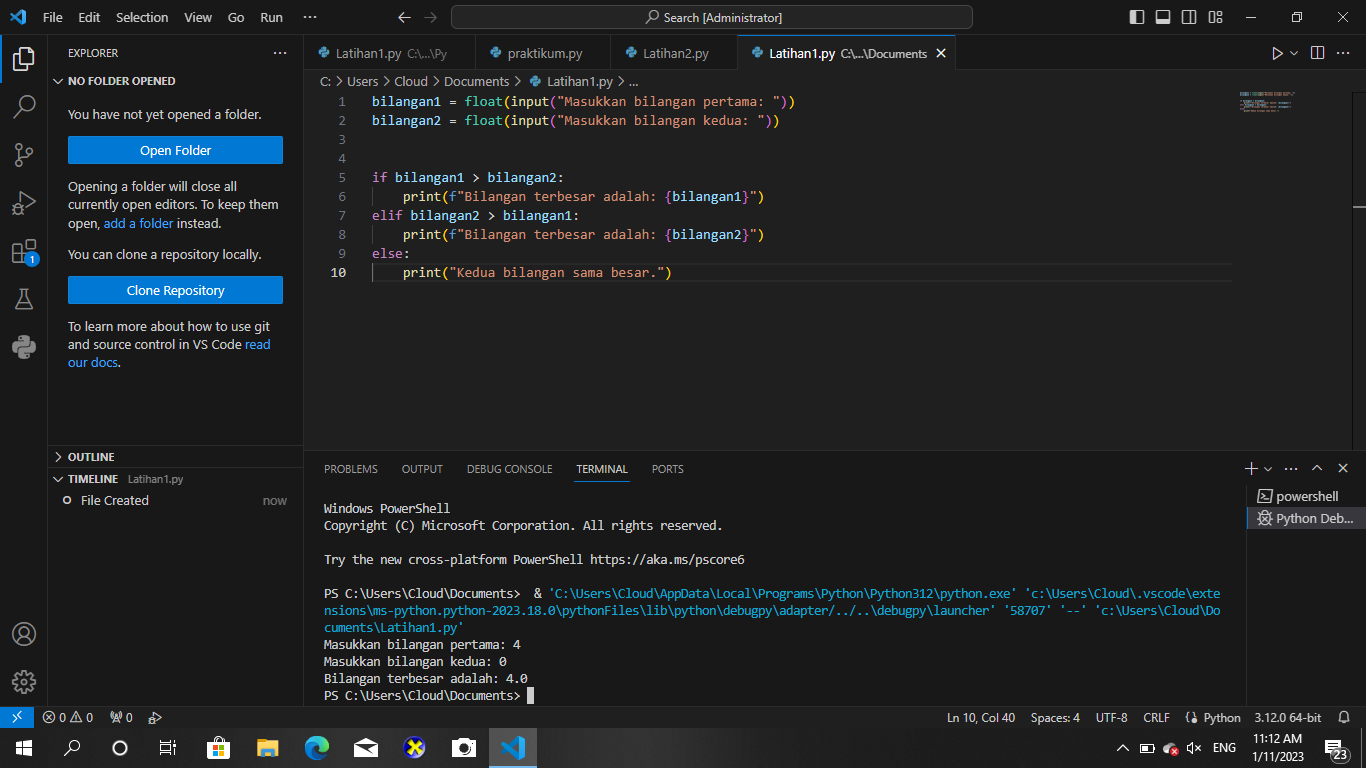 File Edit Selection View Go Run ··· Search [Administrator]
EXPLORER ···
NO FOLDER OPENED
You have not yet opened a folder.
Open Folder
Opening a folder will close all
currently open editors. To keep them
open, add a folder instead.
You can clone a repository locally.
Clone Repository
To learn more about how to use git
and source control in VS Code read
our docs.
OUTLINE
TIMELINE Latihan1.py
File Created now
1
Latihan1.py C:\...\Py praktikum.py Latihan2.py Latihan1.py C:\...\Documents
C: > Users > Cloud > Documents > Latihan1.py > ...
1 bilangan1 = float(input("Masukkan bilangan pertama: "))
2 bilangan2 = float(input("Masukkan bilangan kedua: "))
3
4
5 if bilangan1 > bilangan2:
6 print(f"Bilangan terbesar adalah: {bilangan1}")
7 elif bilangan2 > bilangan1:
8 print(f"Bilangan terbesar adalah: {bilangan2}")
9 else:
10 print("Kedua bilangan sama besar.")
PROBLEMS OUTPUT DEBUG CONSOLE TERMINAL PORTS
Windows PowerShell
Copyright (C) Microsoft Corporation. All rights reserved.
Try the new cross-platform PowerShell https://aka.ms/pscore6
PS C:\Users\Cloud\Documents>  & 'C:\Users\Cloud\AppData\Local\Programs\Python\Python312\python.exe' 'c:\Users\Cloud\.vscode\exte
nsions\ms-python.python-2023.18.0\pythonFiles\lib\python\debugpy\adapter/../..\debugpy\launcher' '58707' '--' 'c:\Users\Cloud\Do
cuments\Latihan1.py'
Masukkan bilangan pertama: 4
Masukkan bilangan kedua: 0
Bilangan terbesar adalah: 4.0
PS C:\Users\Cloud\Documents>
powershell
Python Deb...
0 0 0 Ln 10, Col 40 Spaces: 4 UTF-8 CRLF Python 3.12.0 64-bit
ENG
11:12 AM
1/11/2023
23